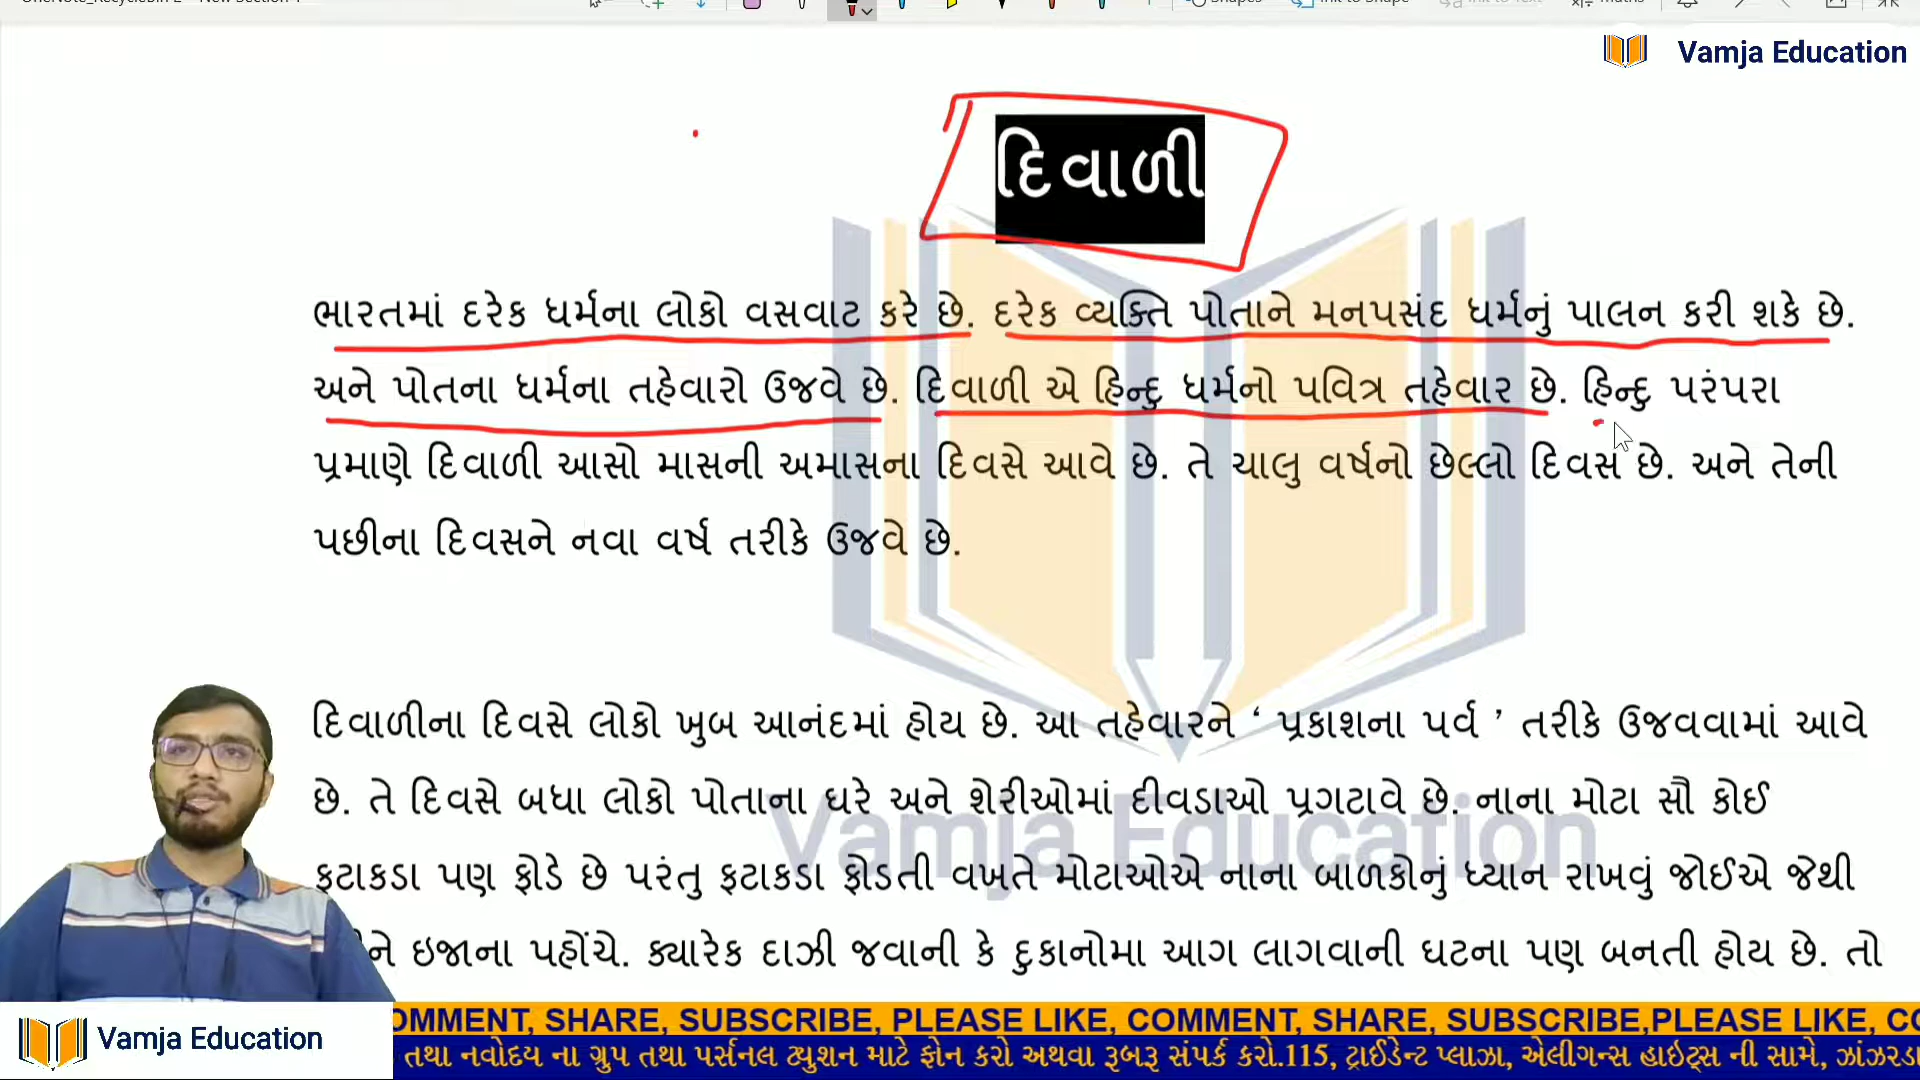 Vamja Education
દિવાળી
ભારતમાં દરેક ધર્મના લોકો વસવાટ કરે છે. દરેક વ્યક્તિ પોતાને મનપસંદ ધર્મનું પાલન કરી શકે છે.
અને પોતના ધર્મના તહેવારો ઉજવે છે. દિવાળી એ હિન્દુ ધર્મનો પવિત્ર તહેવાર છે. હિન્દુ પરંપરા
પ્રમાણે દિવાળી આસો માસની અમાસના દિવસે આવે છે. તે ચાલુ વર્ષનો છેલ્લો દિવસ છે. અને તેની
પછીના દિવસને નવા વર્ષ તરીકે ઉજવે છે.
દિવાળીના દિવસે લોકો ખુબ આનંદમાં હોય છે. આ તહેવારને ‘ પ્રકાશના પર્વ ’ તરીકે ઉજવવામાં આવે
છે. તે દિવસે બધા લોકો પોતાના ઘરે અને શેરીઓમાં દીવડાઓ પ્રગટાવે છે. નાના મોટા સૌ કોઈ
Vamja Education
ફટાકડા પણ ફોડે છે પરંતુ ફટાકડા ફોડતી વખતે મોટાઓએ નાના બાળકોનું ધ્યાન રાખવું જોઈએ જેથી
ઇજાના પહોંચે. ક્યારેક દાઝી જવાની કે દુકાનોમા આગ લાગવાની ઘટના પણ બનતી હોય છે. તો
COMMENT, SHARE, SUBSCRIBE, PLEASE LIKE, COMMENT, SHARE, SUBSCRIBE,PLEASE LIKE,
Vamja Education
તથા નવોદય ના ગ્રુપ તથા પર્સનલ ટ્યુશન માટે ફોન કરો અથવા રૂબરૂ સંપર્ક કરો.115, ટ્રાઈડેન્ટ પ્લાઝા, એલીગન્સ હાઇટ્સ ની સામે,